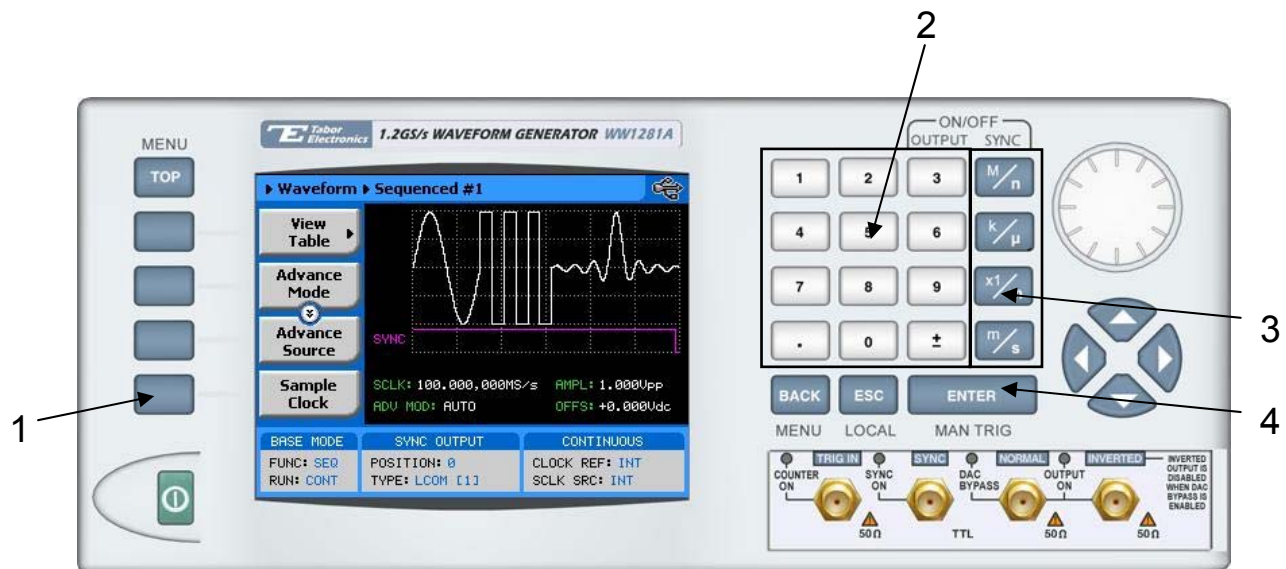 2
MENU
TOP
Tabor
Electronics
1.2GS/s WAVEFORM GENERATOR WW1281A
Waveform Sequenced #1
View
Table
Advance
Mode
Advance
Source
Sample
Clock
SYNC
SCLK: 100.000,000MS/s AMPL: 1.000Vpp
ADV MOD: AUTO OFFS: +0.000Vdc
BASE MODE SYNC OUTPUT CONTINUOUS
FUNC: SEQ POSITION: 0 CLOCK REF: INT
RUN: CONT TYPE: LCOM [1] SCLK SRC: INT
1
ON/OFF
OUTPUT SYNC
1 2 3 M/n
4 5 6 k/µ
7 8 9 x1/
. 0 ± m/s
3
BACK ESC ENTER
4
MENU LOCAL MAN TRIG
TRIG IN SYNC NORMAL INVERTED
COUNTER
ON
SYNC
ON
DAC
BYPASS
OUTPUT
ON
INVERTED
OUTPUT IS
DISABLED
WHEN DAC
BYPASS IS
ENABLED
50Ω TTL 50Ω 50Ω